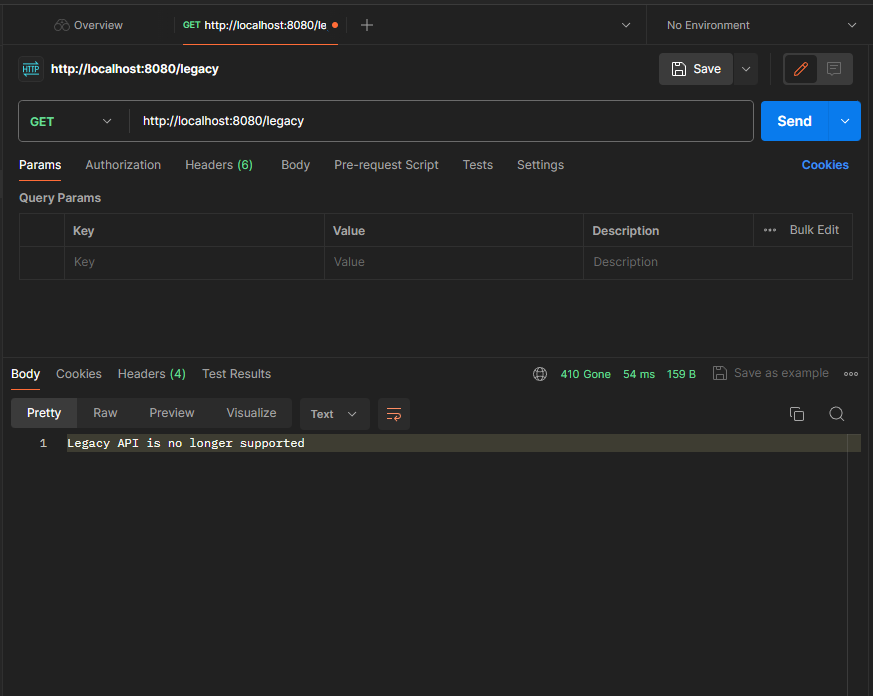 Overview GET http://localhost:8080/le No Environment
HTTP http://localhost:8080/legacy Save
GET http://localhost:8080/legacy Send
Params Authorization Headers (6) Body Pre-request Script Tests Settings Cookies
Query Params
Key Value Description Bulk Edit
Key Value Description
Body Cookies Headers (4) Test Results 410 Gone 54 ms 159 B Save as example
Pretty Raw Preview Visualize Text
1 Legacy API is no longer supported